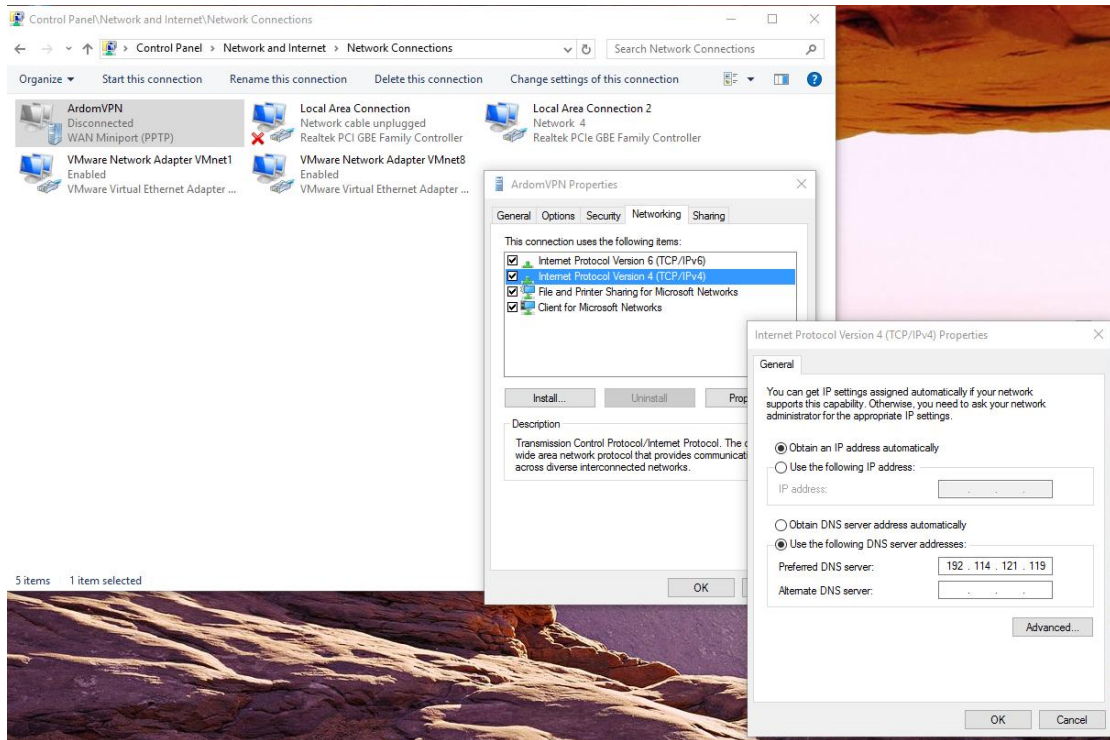 Control Panel\Network and Internet\Network Connections
Control Panel > Network and Internet > Network Connections
Search Network Connections
Organize Start this connection Rename this connection Delete this connection Change settings of this connection
ArdomVPN
Disconnected
WAN Miniport (PPTP)
Local Area Connection
Network cable unplugged
Realtek PCI GBE Family Controller
Local Area Connection 2
Network 4
Realtek PCIe GBE Family Controller
VMware Network Adapter VMnet1
Enabled
VMware Virtual Ethernet Adapter ...
VMware Network Adapter VMnet8
Enabled
VMware Virtual Ethernet Adapter ...
5 items 1 item selected
ArdomVPN Properties
General Options Security Networking Sharing
This connection uses the following items:
Internet Protocol Version 6 (TCP/IPv6)
Internet Protocol Version 4 (TCP/IPv4)
File and Printer Sharing for Microsoft Networks
Client for Microsoft Networks
Install... Uninstall Prop
Description
Transmission Control Protocol/Internet Protocol. The
wide area network protocol that provides
across diverse interconnected networks.
OK
Internet Protocol Version 4 (TCP/IPv4) Properties
General
You can get IP settings assigned automatically if your network
supports this capability. Otherwise, you need to ask your network
administrator for the appropriate IP settings.
Obtain an IP address automatically
Use the following IP address:
IP address: . . .
Obtain DNS server address automatically
Use the following DNS server addresses:
Preferred DNS server: 192 . 114 . 121 . 119
Alternate DNS server: . . .
Advanced...
OK Cancel